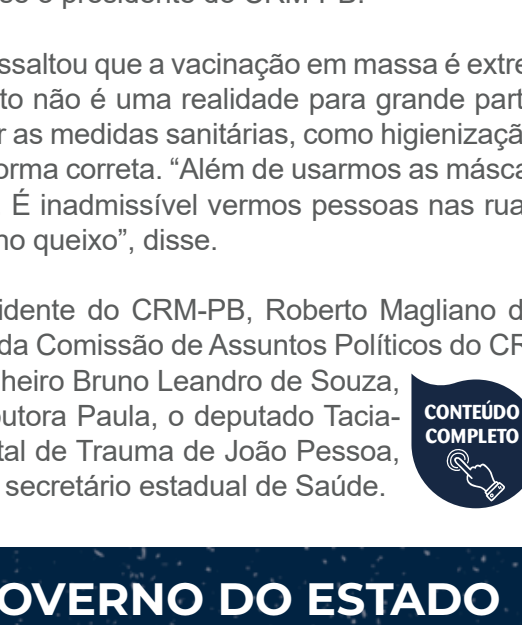 presidente do CRM-PB.
ssaltou que a vacinação em massa é extre
to não é uma realidade para grande part
r as medidas sanitárias, como higienizaçã
orma correta. “Além de usarmos as másca
. É inadmissível vermos pessoas nas rua
no queixo”, disse.
idente do CRM-PB, Roberto Magliano d
da Comissão de Assuntos Políticos do CR
heiro Bruno Leandro de Souza,
outora Paula, o deputado Tacia-
tal de Trauma de João Pessoa,
secretário estadual de Saúde.
CONTEÚDO
COMPLETO
OVERNO DO ESTADO